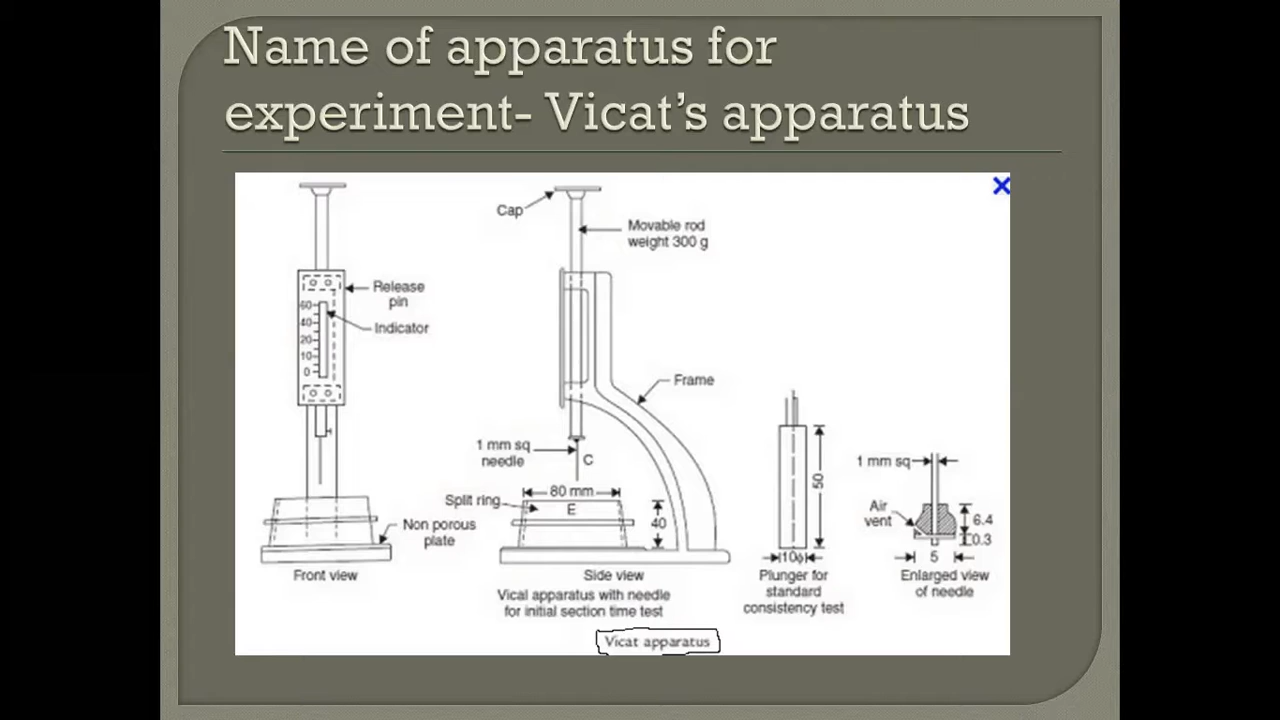 Name of apparatus for
experiment- Vicat's apparatus
Cap
Movable rod
weight 300 g
Release
pin
60
40
20
10
0
Indicator
Frame
1 mm sq
needle
C
80 mm
Split ring
E
40
Non porous
plate
Front view
Side view
Vical apparatus with needle
for initial section time test
50
10ϕ
Plunger for
standard
consistency test
1 mm sq
Air
vent
6.4
0.3
5
Enlarged view
of needle
Vicat apparatus